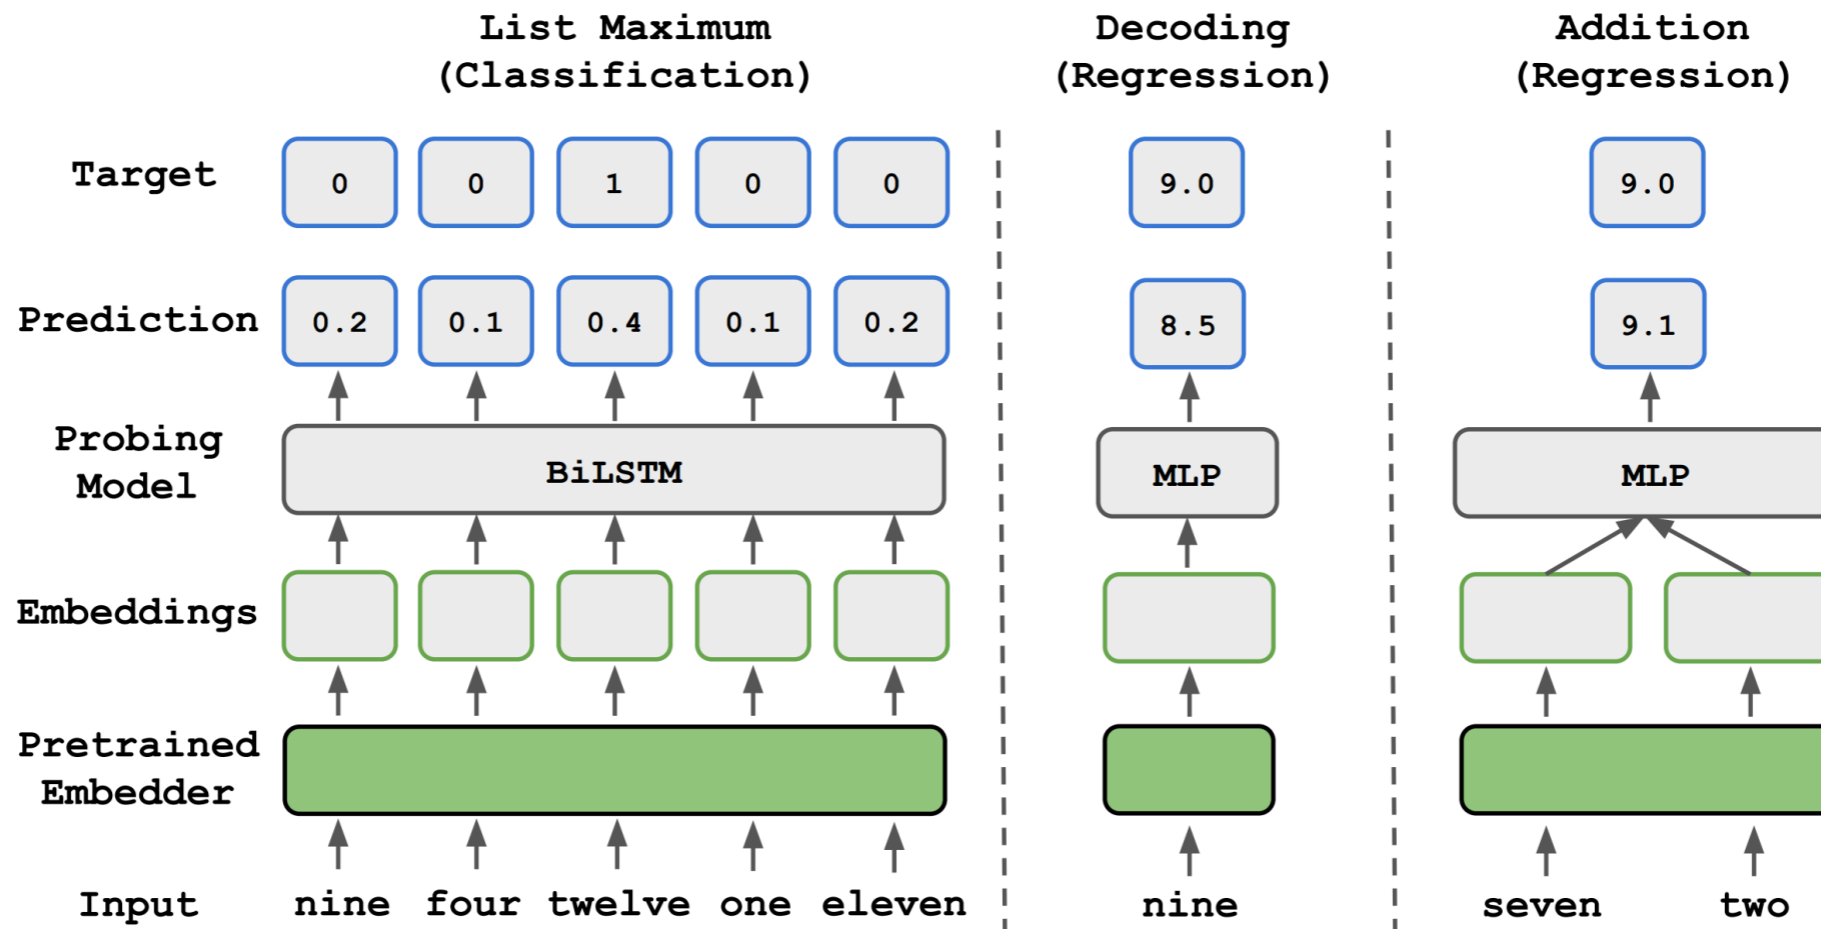 List Maximum
(Classification)
Decoding
(Regression)
Addition
(Regression)
Target
0 0 1 0 0
9.0
9.0
Prediction
0.2 0.1 0.4 0.1 0.2
8.5
9.1
Probing
Model
BiLSTM
MLP
MLP
Embeddings
Pretrained
Embedder
Input
nine four twelve one eleven
nine
seven two